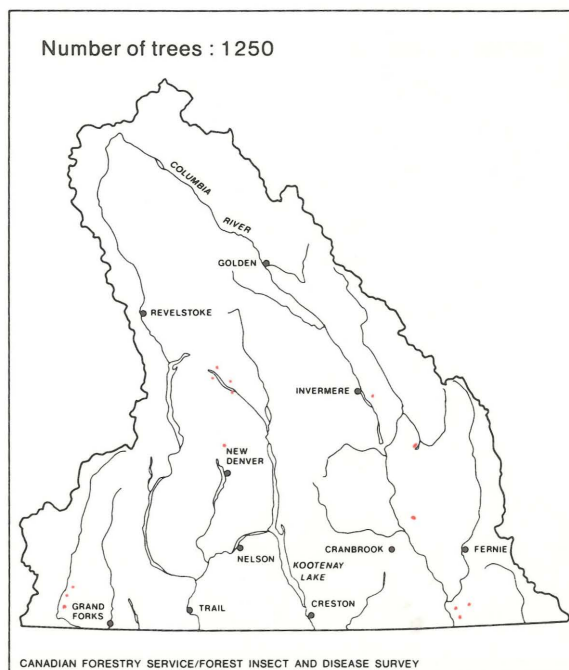 Number of trees : 1250
COLUMBIA
RIVER
GOLDEN
REVELSTOKE
INVERMERE
NEW
DENVER
NELSON
KOOTENAY
LAKE
CRANBROOK
FERNIE
GRAND
FORKS
TRAIL
CRESTON
CANADIAN FORESTRY SERVICE/FOREST INSECT AND DISEASE SURVEY